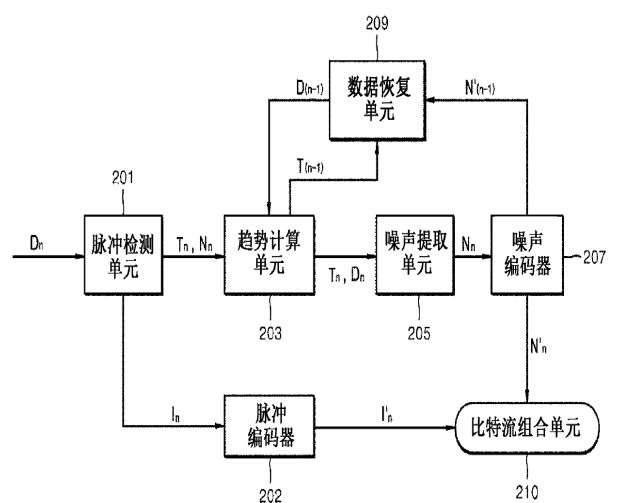 209
数据恢复
单元
D(n-1)
N'(n-1)
T(n-1)
201
脉冲检测
单元
Dn
Tn, Nn
趋势计算
单元
203
Tn, Dn
噪声提取
单元
205
Nn
噪声
编码器
207
N'n
In
脉冲
编码器
202
I'n
比特流组合单元
210